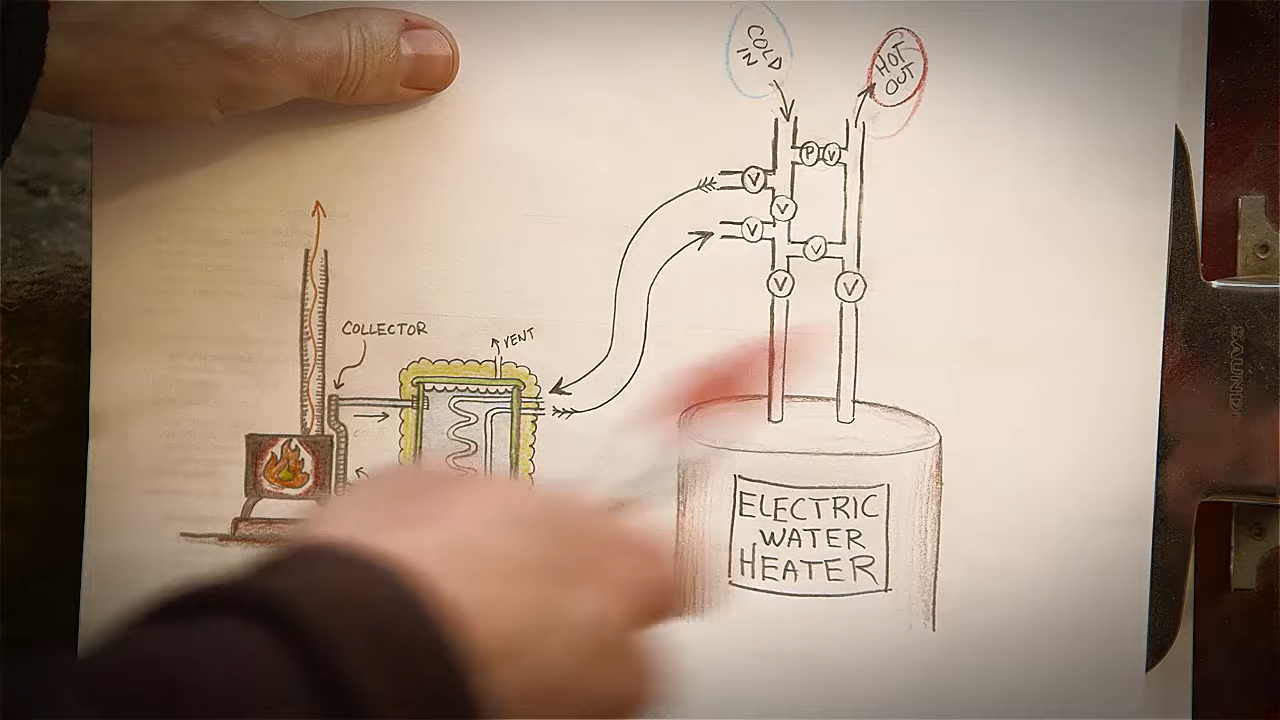 COLD
IN
HOT
OUT
P V
V
V
V
V
V
V
COLLECTOR
VENT
ELECTRIC
WATER
HEATER